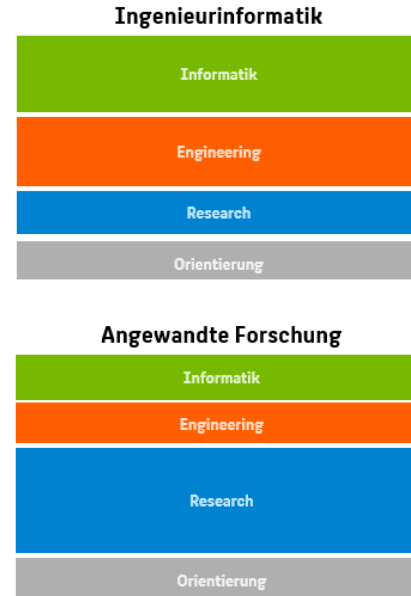 Ingenieurinformatik
Informatik
Engineering
Research
Orientierung
Angewandte Forschung
Informatik
Engineering
Research
Orientierung